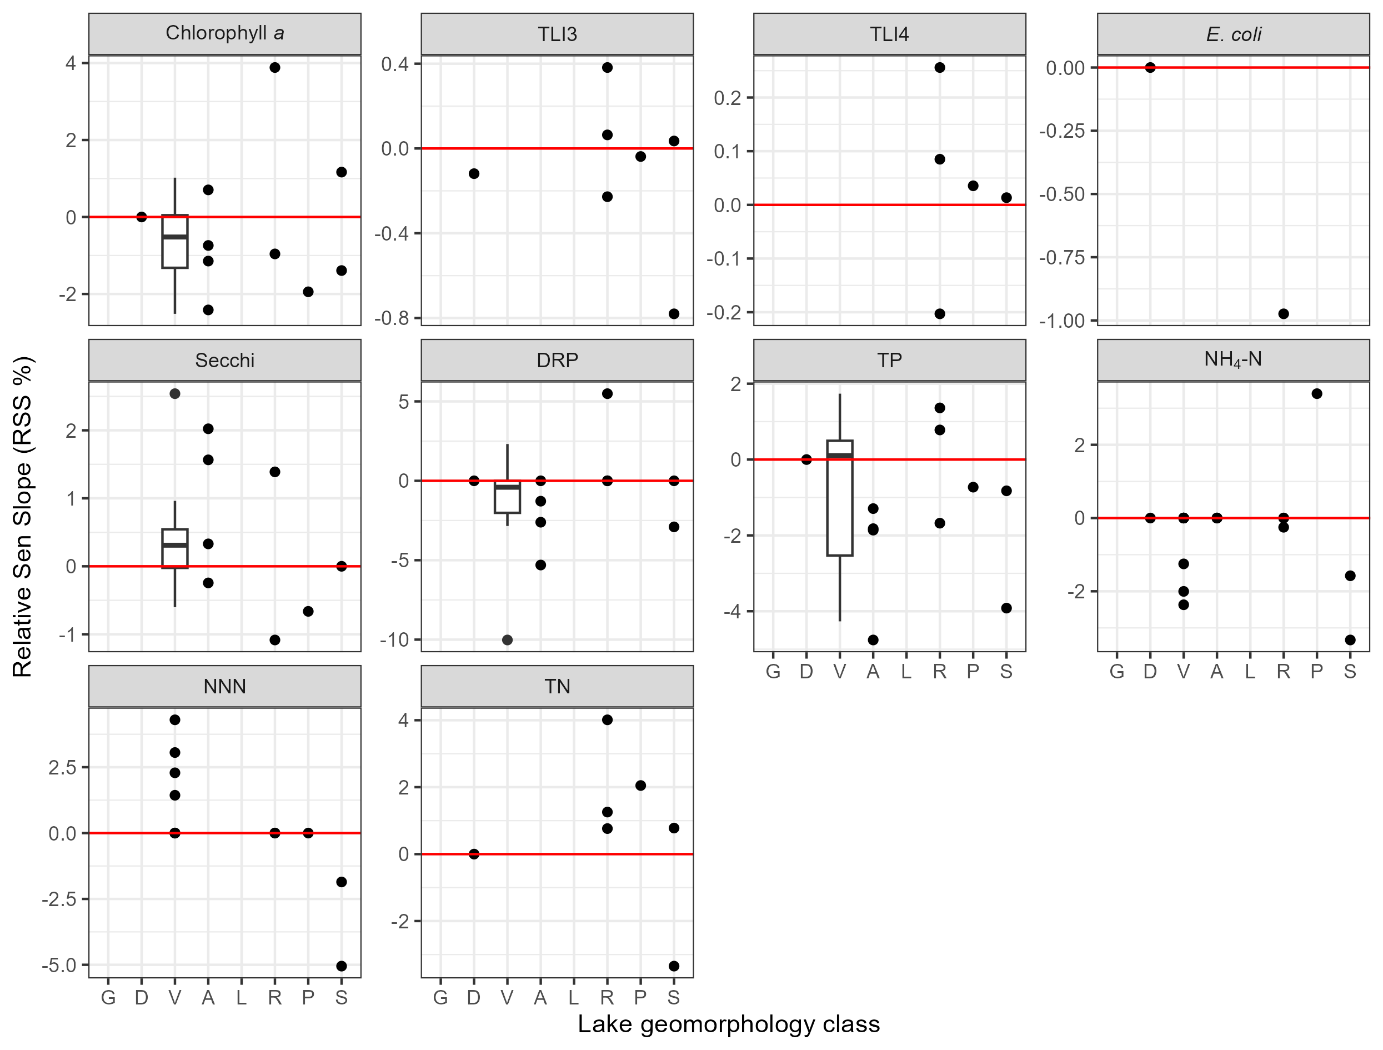 Chlorophyll a
TLI3
TLI4
E. coli
4
2
0
-2
0.4
0.0
-0.4
-0.8
0.2
0.1
0.0
-0.1
-0.2
0.00
-0.25
-0.50
-0.75
-1.00
Relative Sen Slope (RSS %)
Secchi
DRP
TP
NH₄-N
2
1
0
-1
5
0
-5
-10
2
0
-2
-4
2
0
-2
G D V A L R P S
G D V A L R P S
NNN
TN
2.5
0.0
-2.5
-5.0
4
2
0
-2
G D V A L R P S
G D V A L R P S
Lake geomorphology class